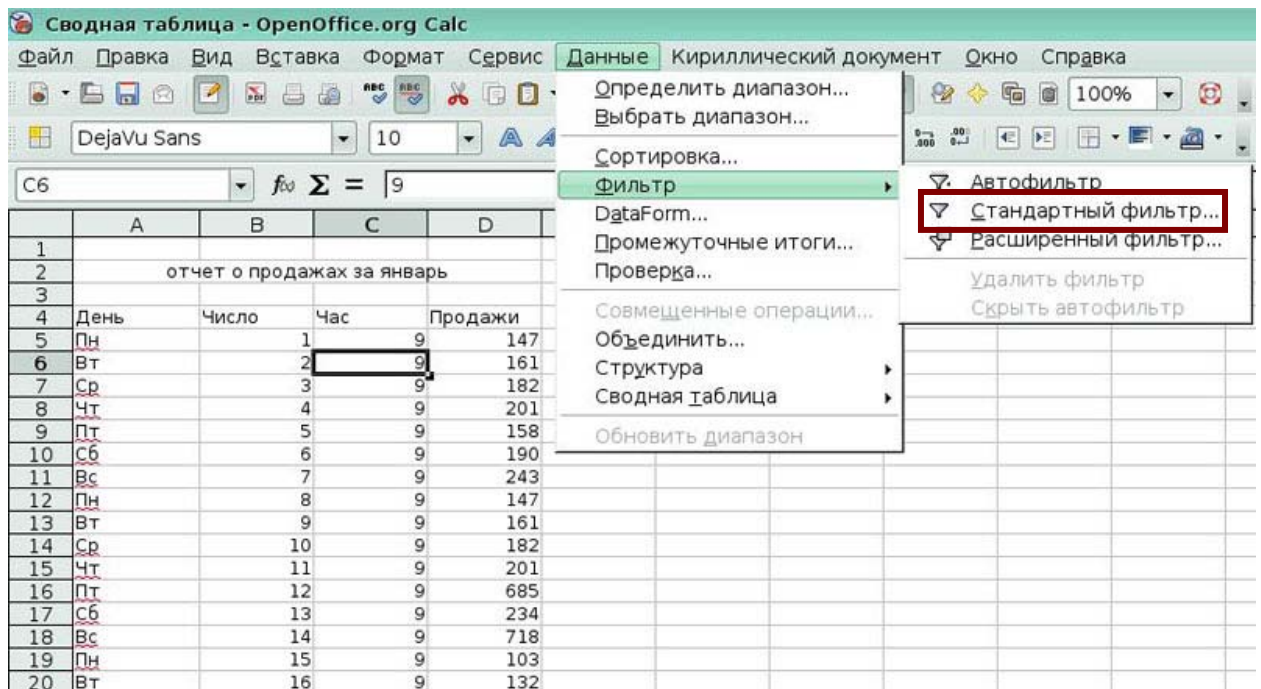 Сводная таблица - OpenOffice.org Calc
Файл Правка Вид Вставка Формат Сервис Данные Кириллический документ Окно Справка
100%
DejaVu Sans 10
C6 = 9
Определить диапазон...
Выбрать диапазон...
Сортировка...
Фильтр
DataForm...
Промежуточные итоги...
Проверка...
Совмещенные операции...
Объединить...
Структура
Сводная таблица
Обновить диапазон
Автофильтр
Стандартный фильтр...
Расширенный фильтр...
Удалить фильтр
Скрыть автофильтр
A B C D
1
2 отчет о продажах за январь
3
4 День Число Час Продажи
5 Пн 1 9 147
6 Вт 2 9 161
7 Ср 3 9 182
8 Чт 4 9 201
9 Пт 5 9 158
10 Сб 6 9 190
11 Вс 7 9 243
12 Пн 8 9 147
13 Вт 9 9 161
14 Ср 10 9 182
15 Чт 11 9 201
16 Пт 12 9 685
17 Сб 13 9 234
18 Вс 14 9 718
19 Пн 15 9 103
20 Вт 16 9 132